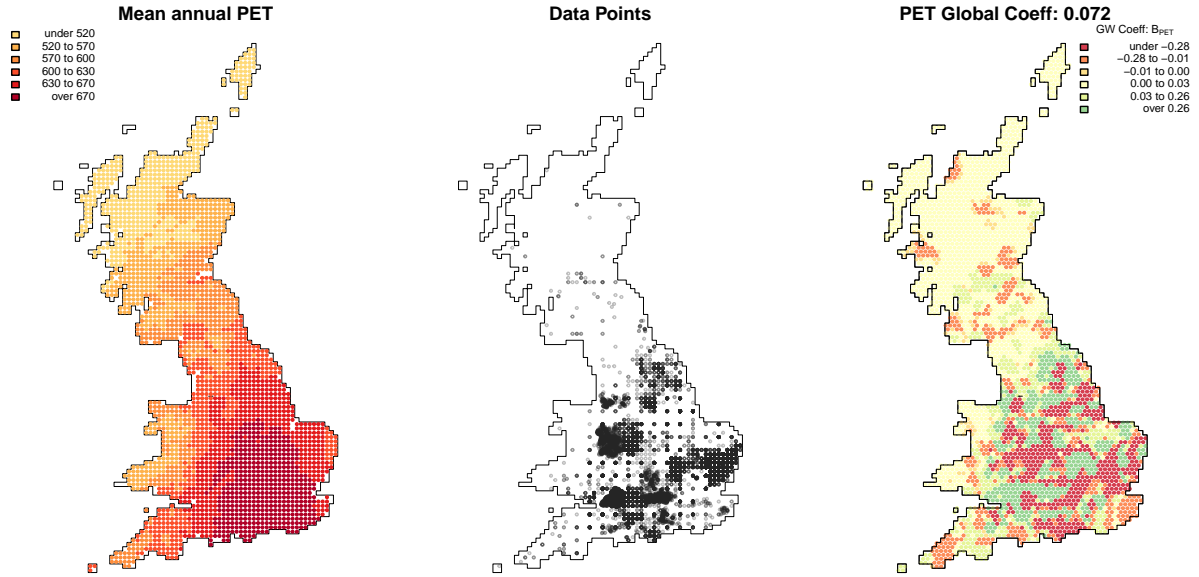 Mean annual PET
under 520
520 to 570
570 to 600
600 to 630
630 to 670
over 670
Data Points
PET Global Coeff: 0.072
GW Coeff: BPET
under −0.28
−0.28 to −0.01
−0.01 to 0.00
0.00 to 0.03
0.03 to 0.26
over 0.26